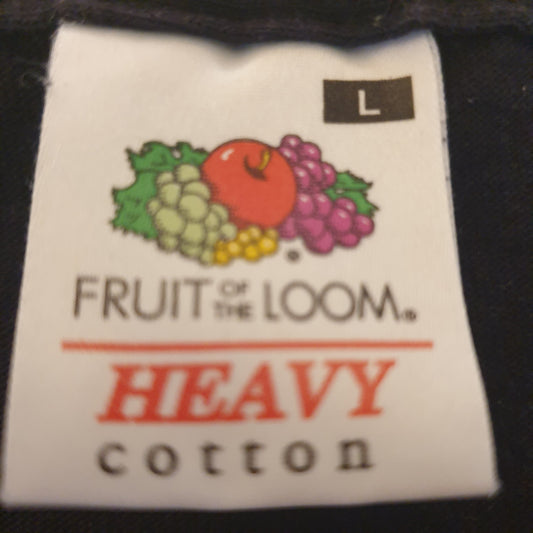 L
FRUIT OF THE LOOM®
HEAVY
cotton